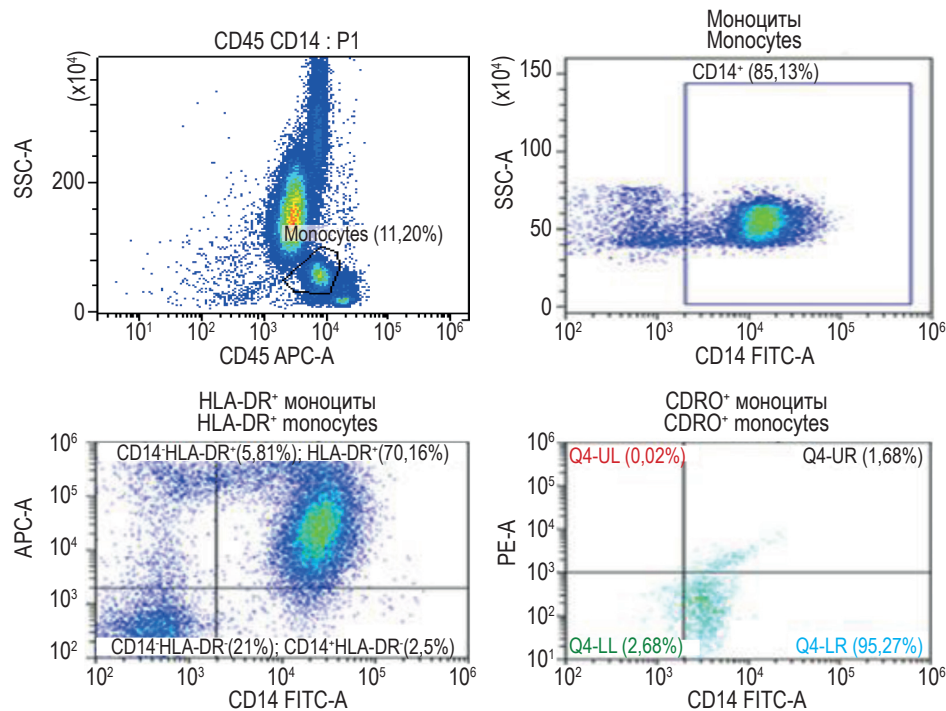 CD45 CD14 : P1
(x10⁴)
SSC-A
200
0
Monocytes (11,20%)
10¹ 10² 10³ 10⁴ 10⁵ 10⁶
CD45 APC-A
Моноциты
Monocytes
CD14⁺ (85,13%)
(x10⁴)
SSC-A
150
100
50
0
10² 10³ 10⁴ 10⁵ 10⁶
CD14 FITC-A
HLA-DR⁺ моноциты
HLA-DR⁺ monocytes
CD14⁻HLA-DR⁺(5,81%); HLA-DR⁺(70,16%)
APC-A
10⁶
10⁵
10⁴
10³
10²
CD14⁻HLA-DR⁻(21%); CD14⁺HLA-DR⁻(2,5%)
10² 10³ 10⁴ 10⁵ 10⁶
CD14 FITC-A
CDRO⁺ моноциты
CDRO⁺ monocytes
Q4-UL (0,02%) Q4-UR (1,68%)
PE-A
10⁶
10⁵
10⁴
10³
10²
10¹
Q4-LL (2,68%) Q4-LR (95,27%)
10² 10³ 10⁴ 10⁵ 10⁶
CD14 FITC-A